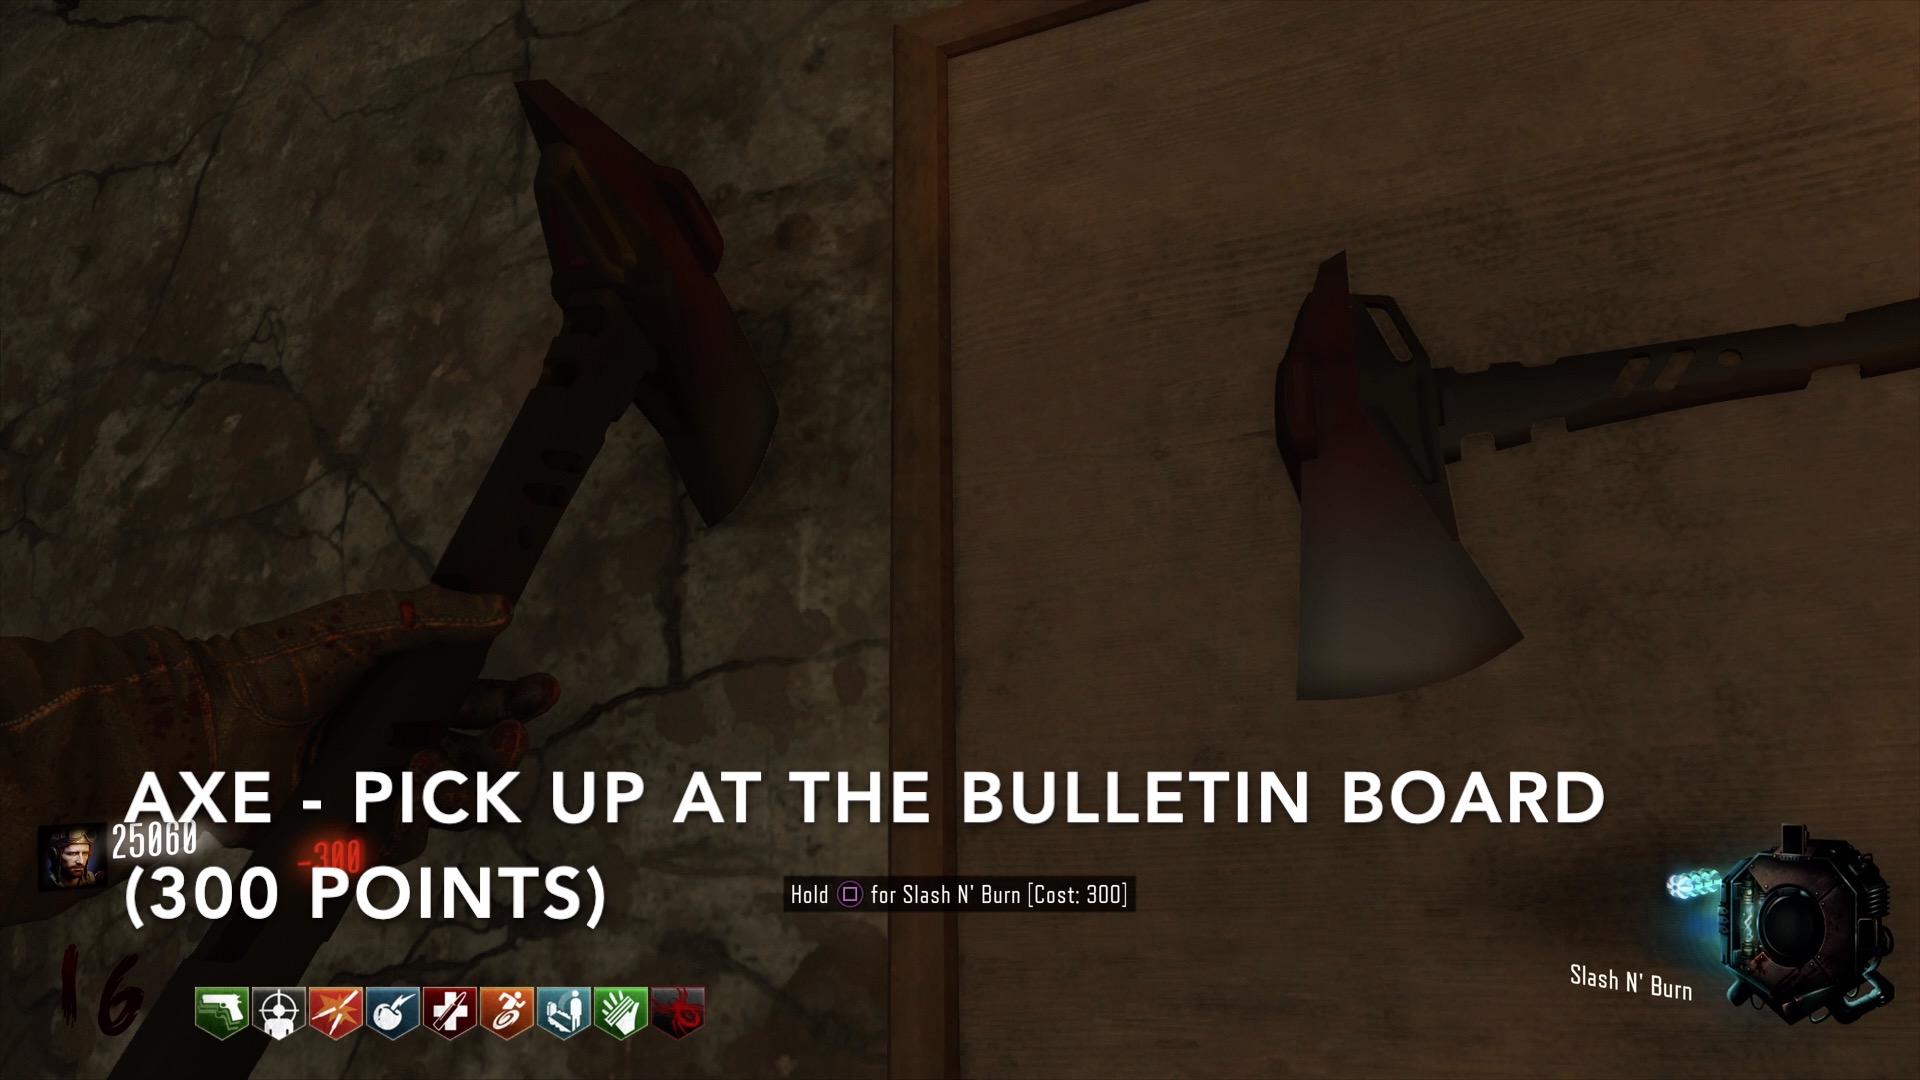 AXE - PICK UP AT THE BULLETIN BOARD
25060
-300
(300 POINTS)
Hold for Slash N' Burn [Cost: 300]
Slash N' Burn
16